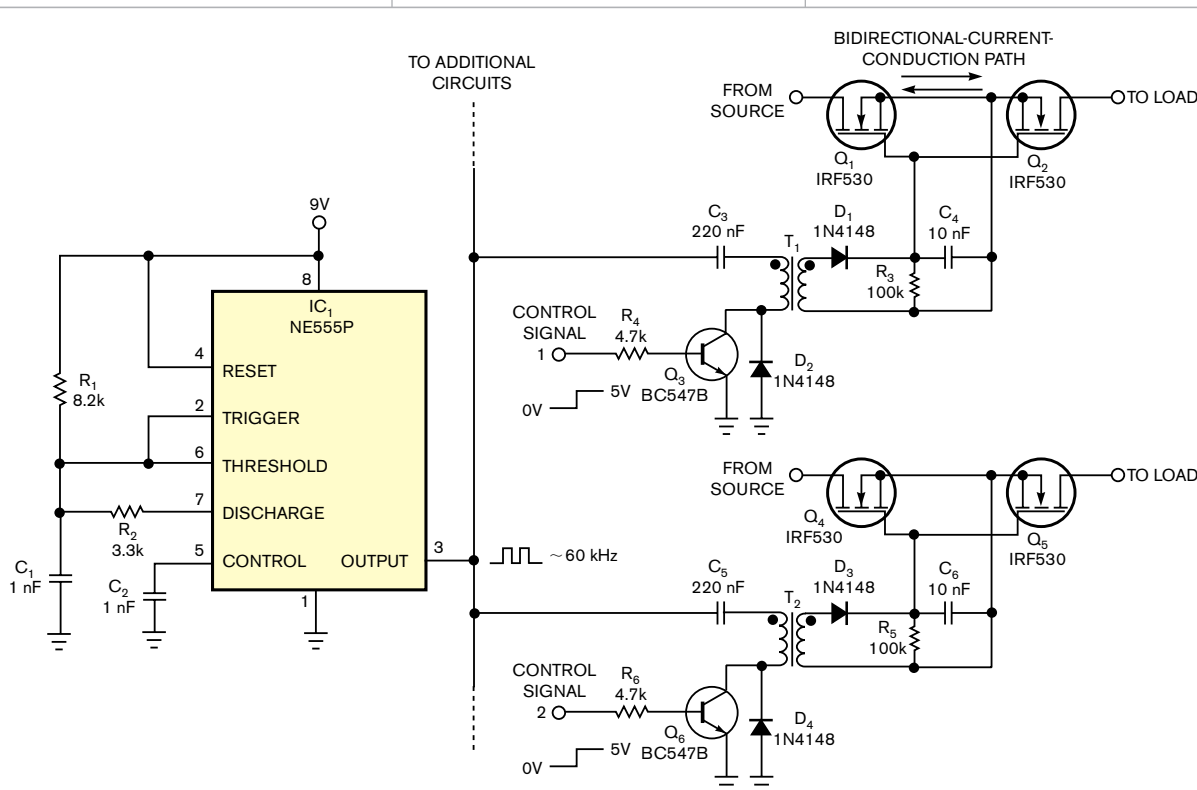 BIDIRECTIONAL-CURRENT-
CONDUCTION PATH
TO ADDITIONAL
CIRCUITS
FROM
SOURCE
TO LOAD
Q1
IRF530
Q2
IRF530
9V
C3
220 nF
T1
D1
1N4148
C4
10 nF
R3
100k
8
IC1
NE555P
CONTROL
SIGNAL
1
R4
4.7k
4
RESET
D2
1N4148
Q3
BC547B
R1
8.2k
0V
5V
2
TRIGGER
6
THRESHOLD
FROM
SOURCE
TO LOAD
7
DISCHARGE
R2
3.3k
Q4
IRF530
Q5
IRF530
5
CONTROL
OUTPUT
3
~60 kHz
C1
1 nF
C2
1 nF
C5
220 nF
T2
D3
1N4148
C6
10 nF
1
R5
100k
CONTROL
SIGNAL
2
R6
4.7k
D4
1N4148
Q6
BC547B
0V
5V